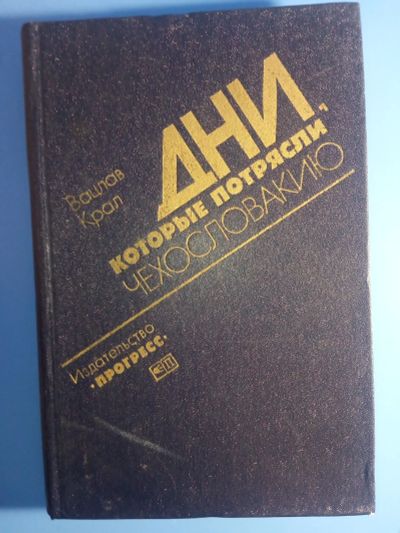 Вацлав
Крал
ДНИ,
КОТОРЫЕ ПОТРЯСЛИ
ЧЕХОСЛОВАКИЮ
Издательство
·ПРОГРЕСС·